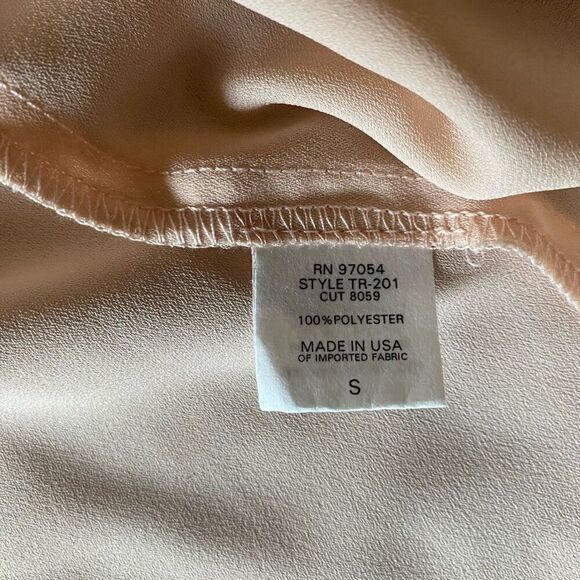 RN 97054
STYLE TR-201
CUT 8059
100%POLYESTER
MADE IN USA
OF IMPORTED FABRIC
S